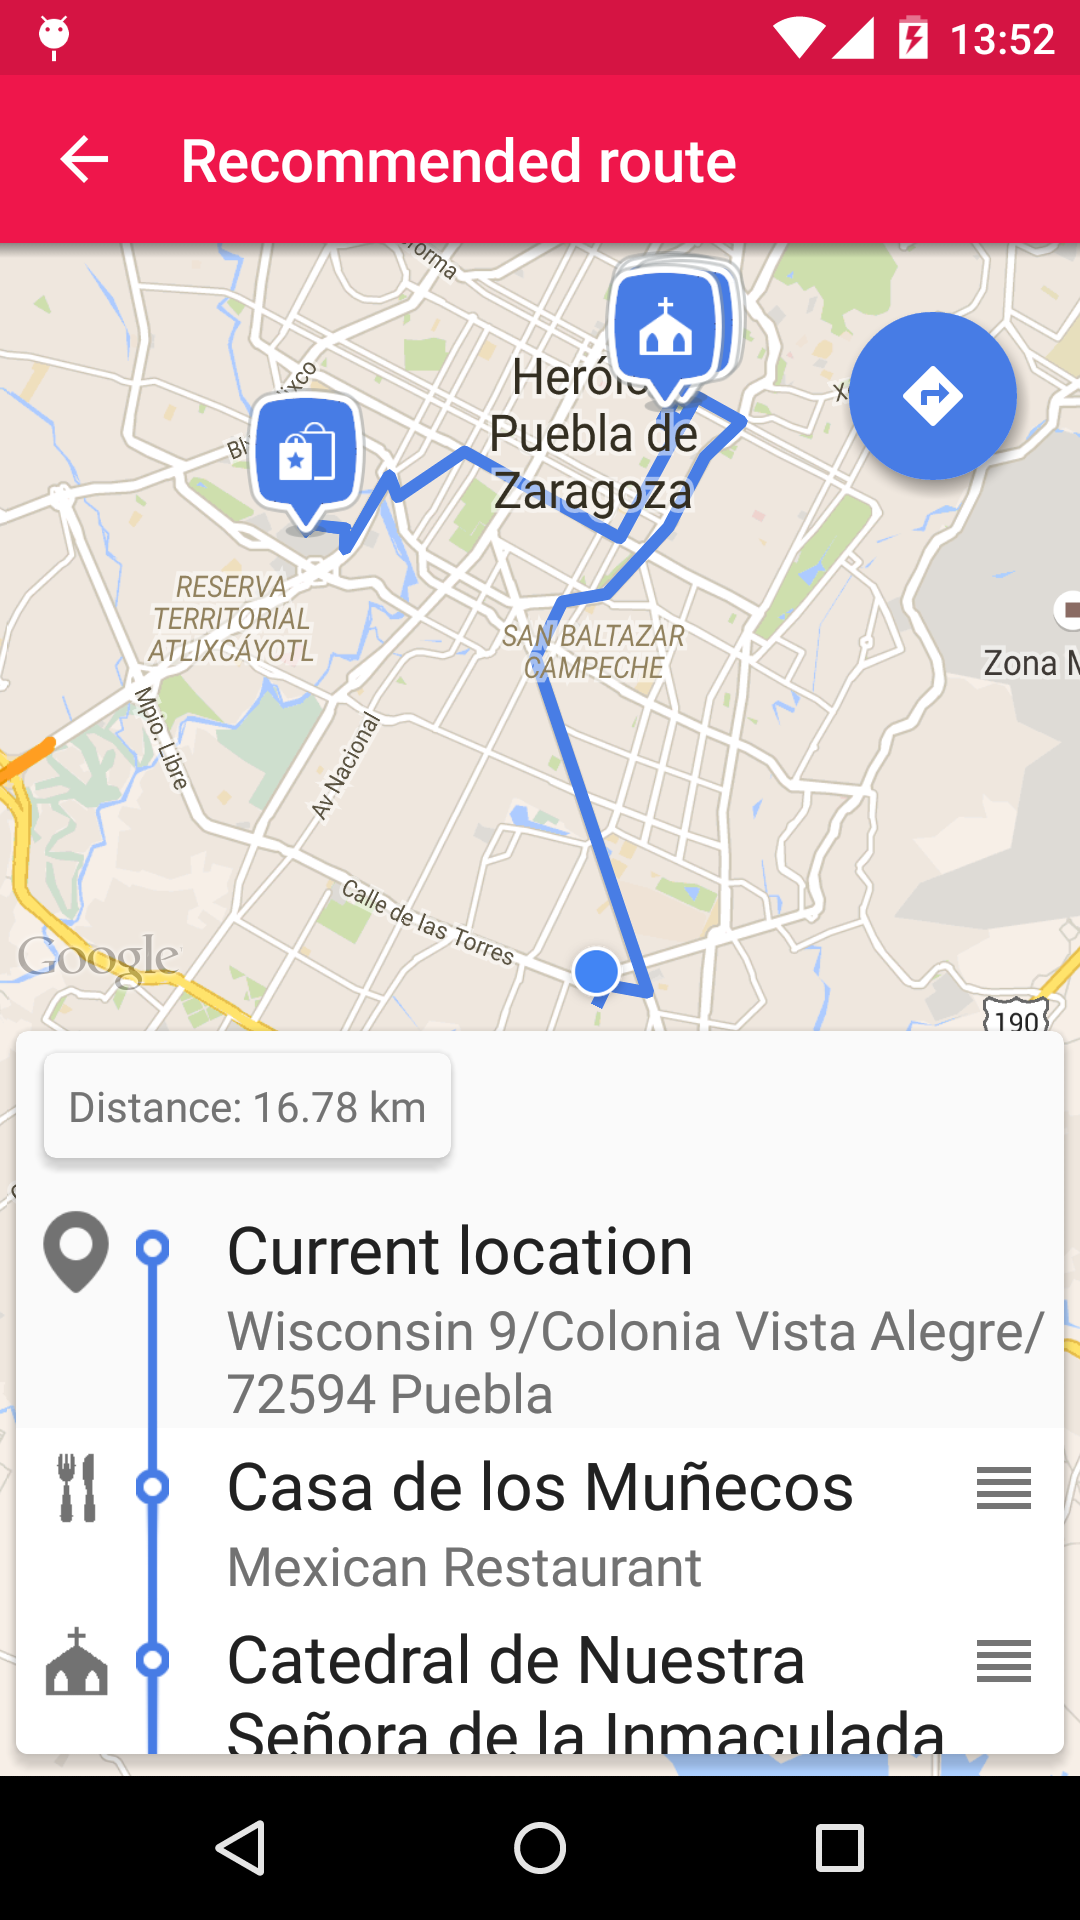 13:52
Recommended route
orma
ixco
Bl
Puebla de
Zaragoza
RESERVA
TERRITORIAL
ATLIXCÁYOTL
SAN BALTAZAR
CAMPECHE
Zona
Mpio. Libre
Av Nacional
Calle de las Torres
Google
190
Distance: 16.78 km
Current location
Wisconsin 9/Colonia Vista Alegre/
72594 Puebla
Casa de los Muñecos
Mexican Restaurant
Catedral de Nuestra
Señora de la Inmaculada